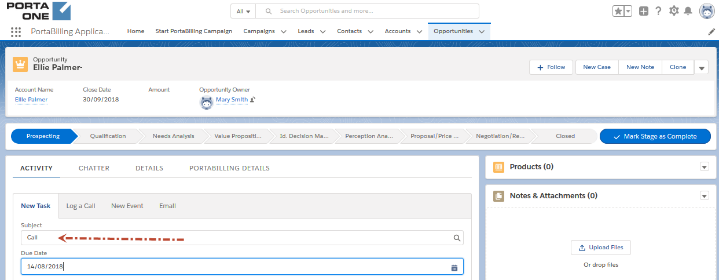 PORTA
ONE
All
Search Opportunities and more...
PortaBilling Applica...
Home
Start PortaBilling Campaign
Campaigns
Leads
Contacts
Accounts
Opportunities
Opportunity
Ellie Palmer-
+ Follow
New Case
New Note
Clone
Account Name
Close Date
Amount
Opportunity Owner
Ellie Palmer
30/09/2018
Mary Smith
Prospecting
Qualification
Needs Analysis
Value Propositi...
Id. Decision Ma...
Perception Ana...
Proposal/Price ...
Negotiation/Re...
Closed
Mark Stage as Complete
ACTIVITY
CHATTER
DETAILS
PORTABILLING DETAILS
New Task
Log a Call
New Event
Email
Subject
Call
Due Date
14/08/2018
Products (0)
Notes & Attachments (0)
Upload Files
Or drop files